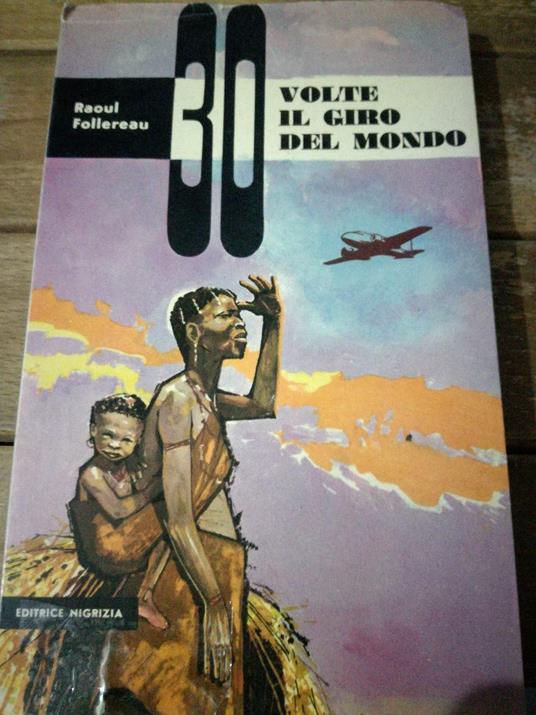 Raoul
Follereau
30
VOLTE
IL GIRO
DEL MONDO
EDITRICE NIGRIZIA